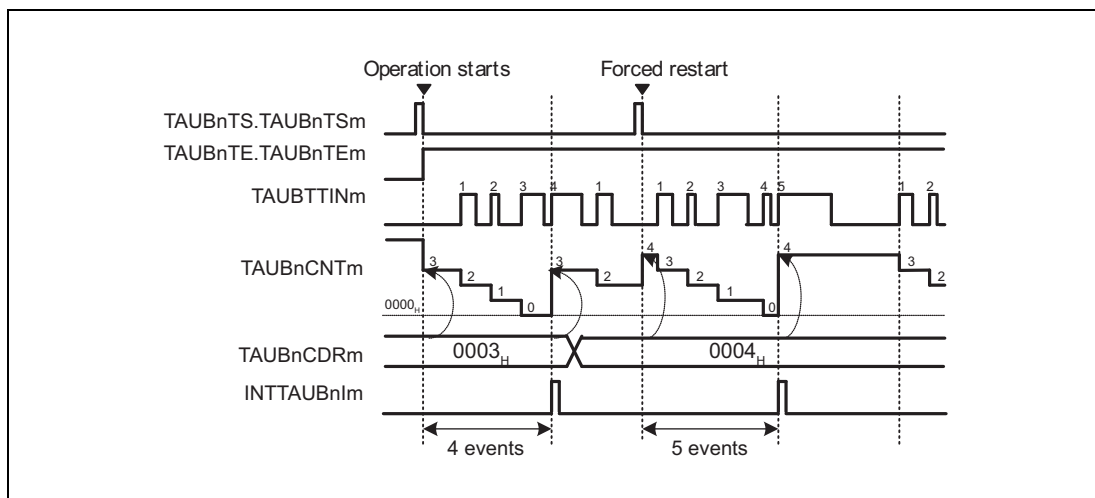 Operation starts Forced restart
TAUBnTS.TAUBnTSm
TAUBnTE.TAUBnTEm
TAUBTTINm 1 2 3 4 1 1 2 3 4 5 1 2
TAUBnCNTm 3 2 1 0 3 2 4 3 2 1 0 4 3 2
0000H
TAUBnCDRm 0003H 0004H
INTTAUBnIm
4 events 5 events